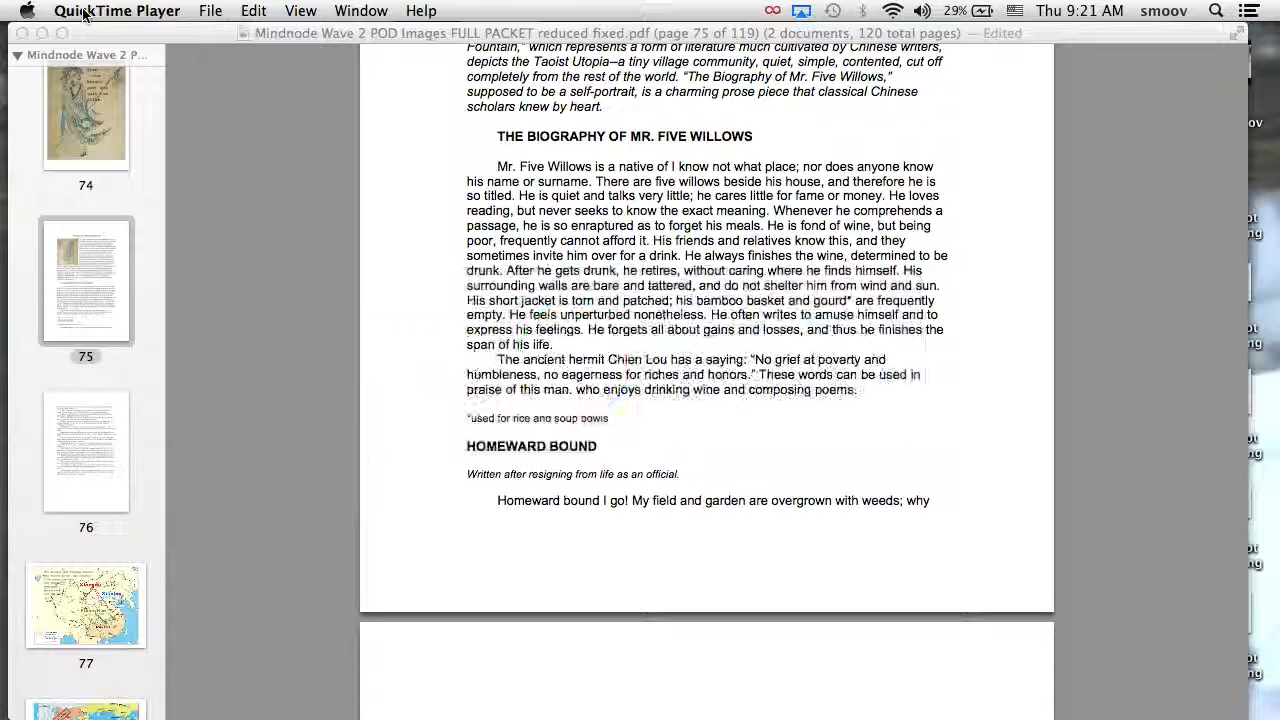 QuickTime Player File Edit View Window Help 29% Thu 9:21 AM smoov
Mindnode Wave 2 POD Images FULL PACKET reduced fixed.pdf (page 75 of 119) (2 documents, 120 total pages) — Edited
Mindnode Wave 2 P...
74
75
76
77
Fountain," which represents a form of literature much cultivated by Chinese writers,
depicts the Taoist Utopia--a tiny village community, quiet, simple, contented, cut off
completely from the rest of the world. "The Biography of Mr. Five Willows,"
supposed to be a self-portrait, is a charming prose piece that classical Chinese
scholars knew by heart.
THE BIOGRAPHY OF MR. FIVE WILLOWS
Mr. Five Willows is a native of I know not what place; nor does anyone know
his name or surname. There are five willows beside his house, and therefore he is
so titled. He is quiet and talks very little; he cares little for fame or money. He loves
reading, but never seeks to know the exact meaning. Whenever he comprehends a
passage, he is so enraptured as to forget his meals. He is fond of wine, but being
poor, frequently cannot afford it. His friends and relatives know this, and they
sometimes invite him over for a drink. He always finishes the wine, determined to be
drunk. After he gets drunk, he retires, without caring where he finds himself. His
surrounding walls are bare and tattered, and do not shelter him from wind and sun.
His short jacket is torn and patched; his bamboo basket and gourd* are frequently
empty. He feels unperturbed nonetheless. He often writes to amuse himself and to
express his feelings. He forgets all about gains and losses, and thus he finishes the
span of his life.
The ancient hermit Chien Lou has a saying: "No grief at poverty and
humbleness, no eagerness for riches and honors." These words can be used in
praise of this man. who enjoys drinking wine and composing poems.
*used as rice and soup bowls
HOMEWARD BOUND
Written after resigning from life as an official.
Homeward bound I go! My field and garden are overgrown with weeds; why